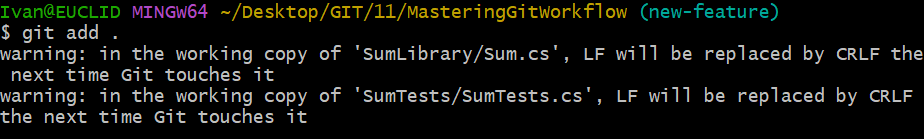 Ivan@EUCLID MINGW64 ~/Desktop/GIT/11/MasteringGitWorkflow (new-feature)
$ git add .
warning: in the working copy of 'SumLibrary/Sum.cs', LF will be replaced by CRLF the
 next time Git touches it
warning: in the working copy of 'SumTests/SumTests.cs', LF will be replaced by CRLF
the next time Git touches it